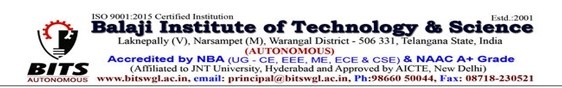 ISO 9001:2015 Certified Institution Estd.:2001
Balaji Institute of Technology & Science
Laknepally (V), Narsampet (M), Warangal District - 506 331, Telangana State, India
(AUTONOMOUS)
Accredited by NBA (UG - CE, EEE, ME, ECE & CSE) & NAAC A+ Grade
(Affiliated to JNT University, Hyderabad and Approved by AICTE, New Delhi)
www.bitswgl.ac.in, email: principal@bitswgl.ac.in, Ph:98660 50044, Fax: 08718-230521
BITS
AUTONOMOUS